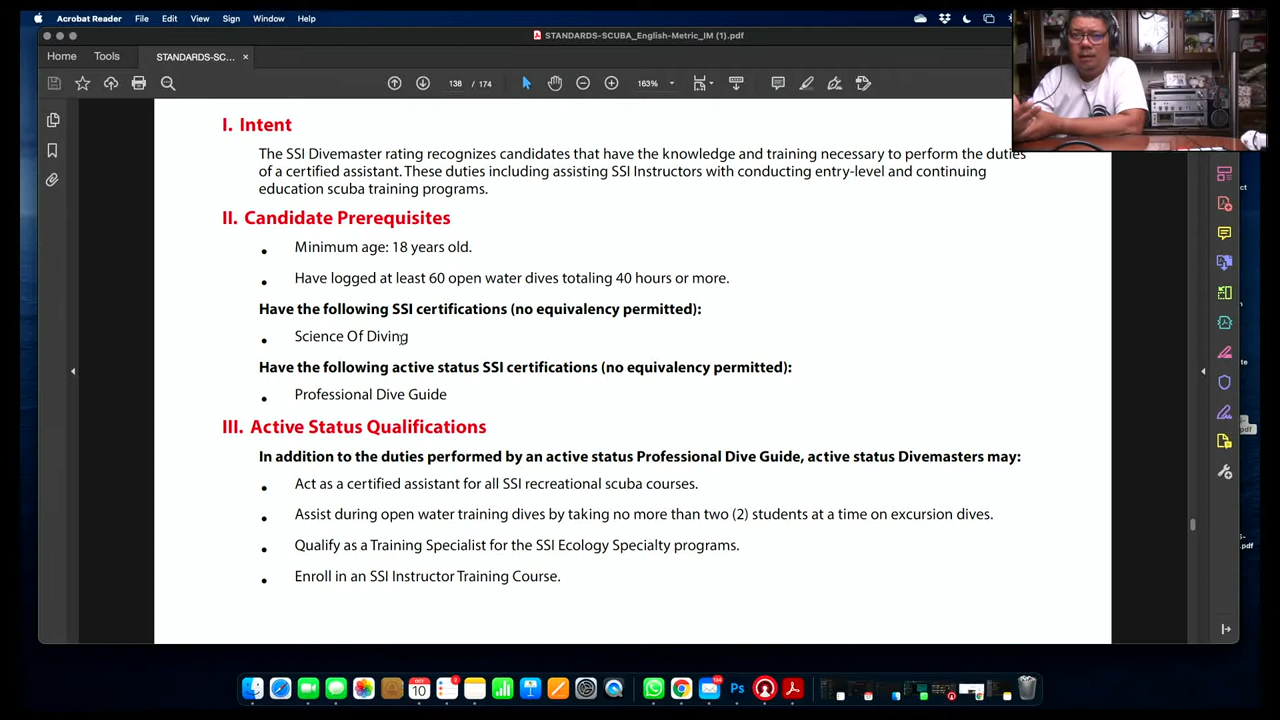 Acrobat Reader File Edit View Sign Window Help
STANDARDS-SCUBA_English-Metric_IM (1).pdf
Home Tools STANDARDS-SC... ×
138 / 174 163%
I. Intent
The SSI Divemaster rating recognizes candidates that have the knowledge and training necessary to perform the duties
of a certified assistant. These duties including assisting SSI Instructors with conducting entry-level and continuing
education scuba training programs.
II. Candidate Prerequisites
• Minimum age: 18 years old.
• Have logged at least 60 open water dives totaling 40 hours or more.
Have the following SSI certifications (no equivalency permitted):
• Science Of Diving
Have the following active status SSI certifications (no equivalency permitted):
• Professional Dive Guide
III. Active Status Qualifications
In addition to the duties performed by an active status Professional Dive Guide, active status Divemasters may:
• Act as a certified assistant for all SSI recreational scuba courses.
• Assist during open water training dives by taking no more than two (2) students at a time on excursion dives.
• Qualify as a Training Specialist for the SSI Ecology Specialty programs.
• Enroll in an SSI Instructor Training Course.
OCT
10
Ps